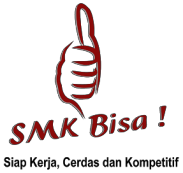 SMK Bisa !
Siap Kerja, Cerdas dan Kompetitif